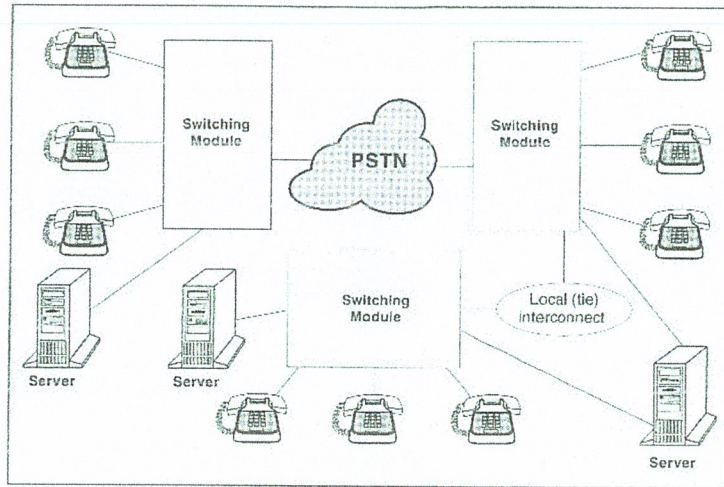 Switching
Module
PSTN
Switching
Module
Switching
Module
Local (tie)
interconnect
Server
Server
Server